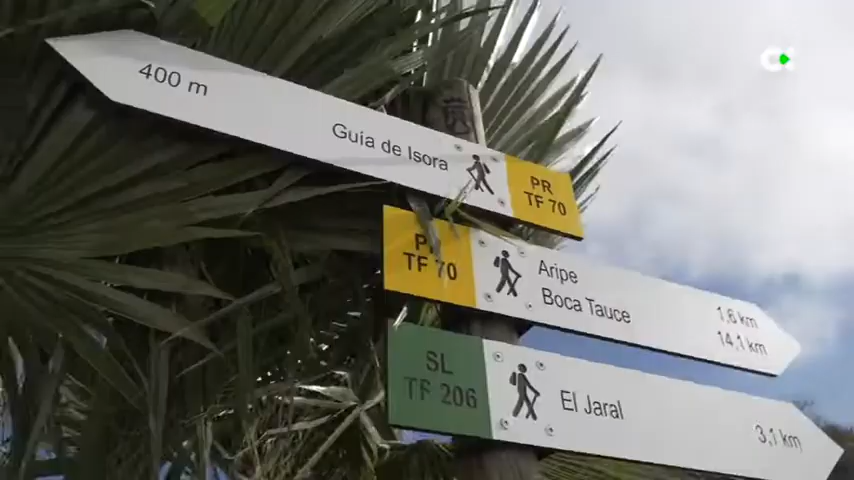 400 m
Guía de Isora
PR
TF 70
PR
TF 70
Aripe 1,6 km
Boca Tauce 14,1 km
SL
TF 206
El Jaral 3,1 km